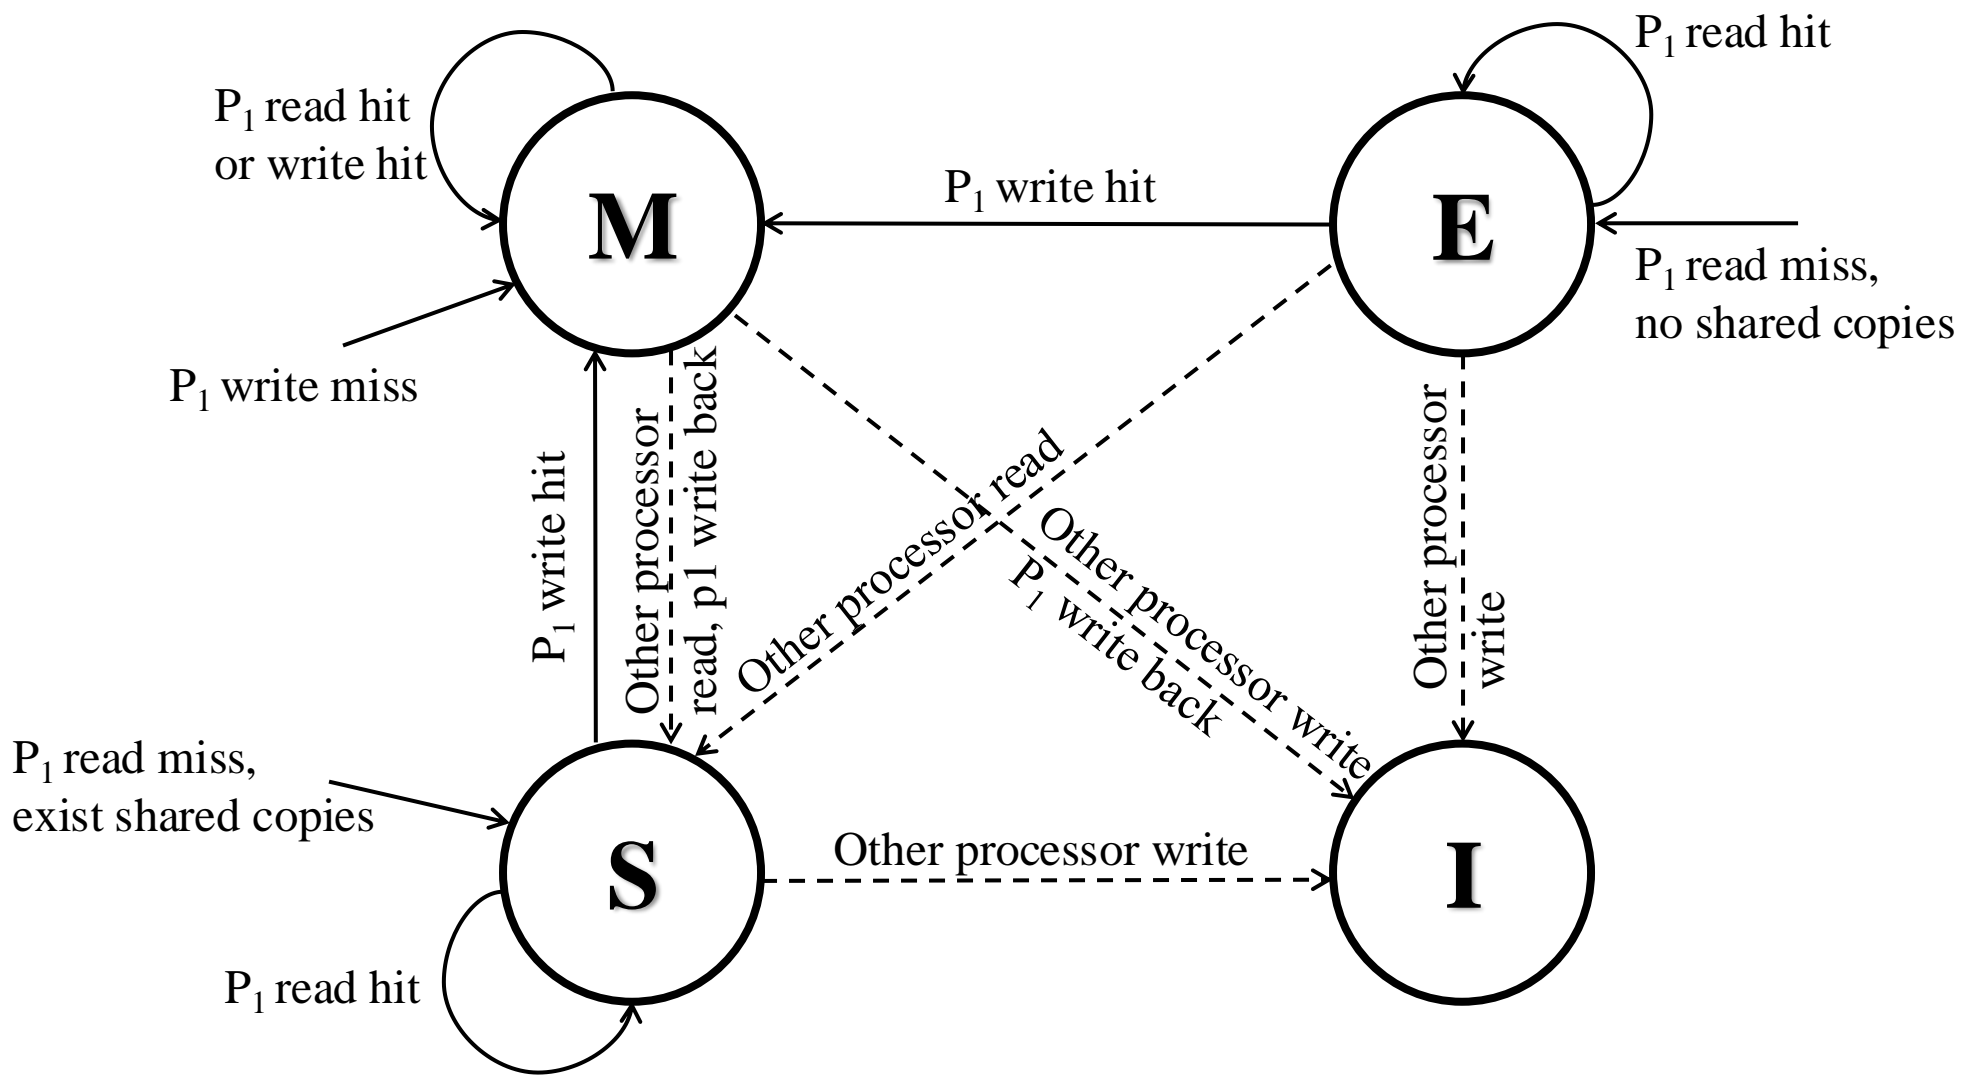 P1 read hit
P1 read hit
or write hit
M
P1 write hit
E
P1 read miss,
no shared copies
P1 write miss
P1 write hit
Other processor
read, p1 write back
Other processor read
Other processor write
P1 write back
Other processor
write
P1 read miss,
exist shared copies
S
Other processor write
I
P1 read hit